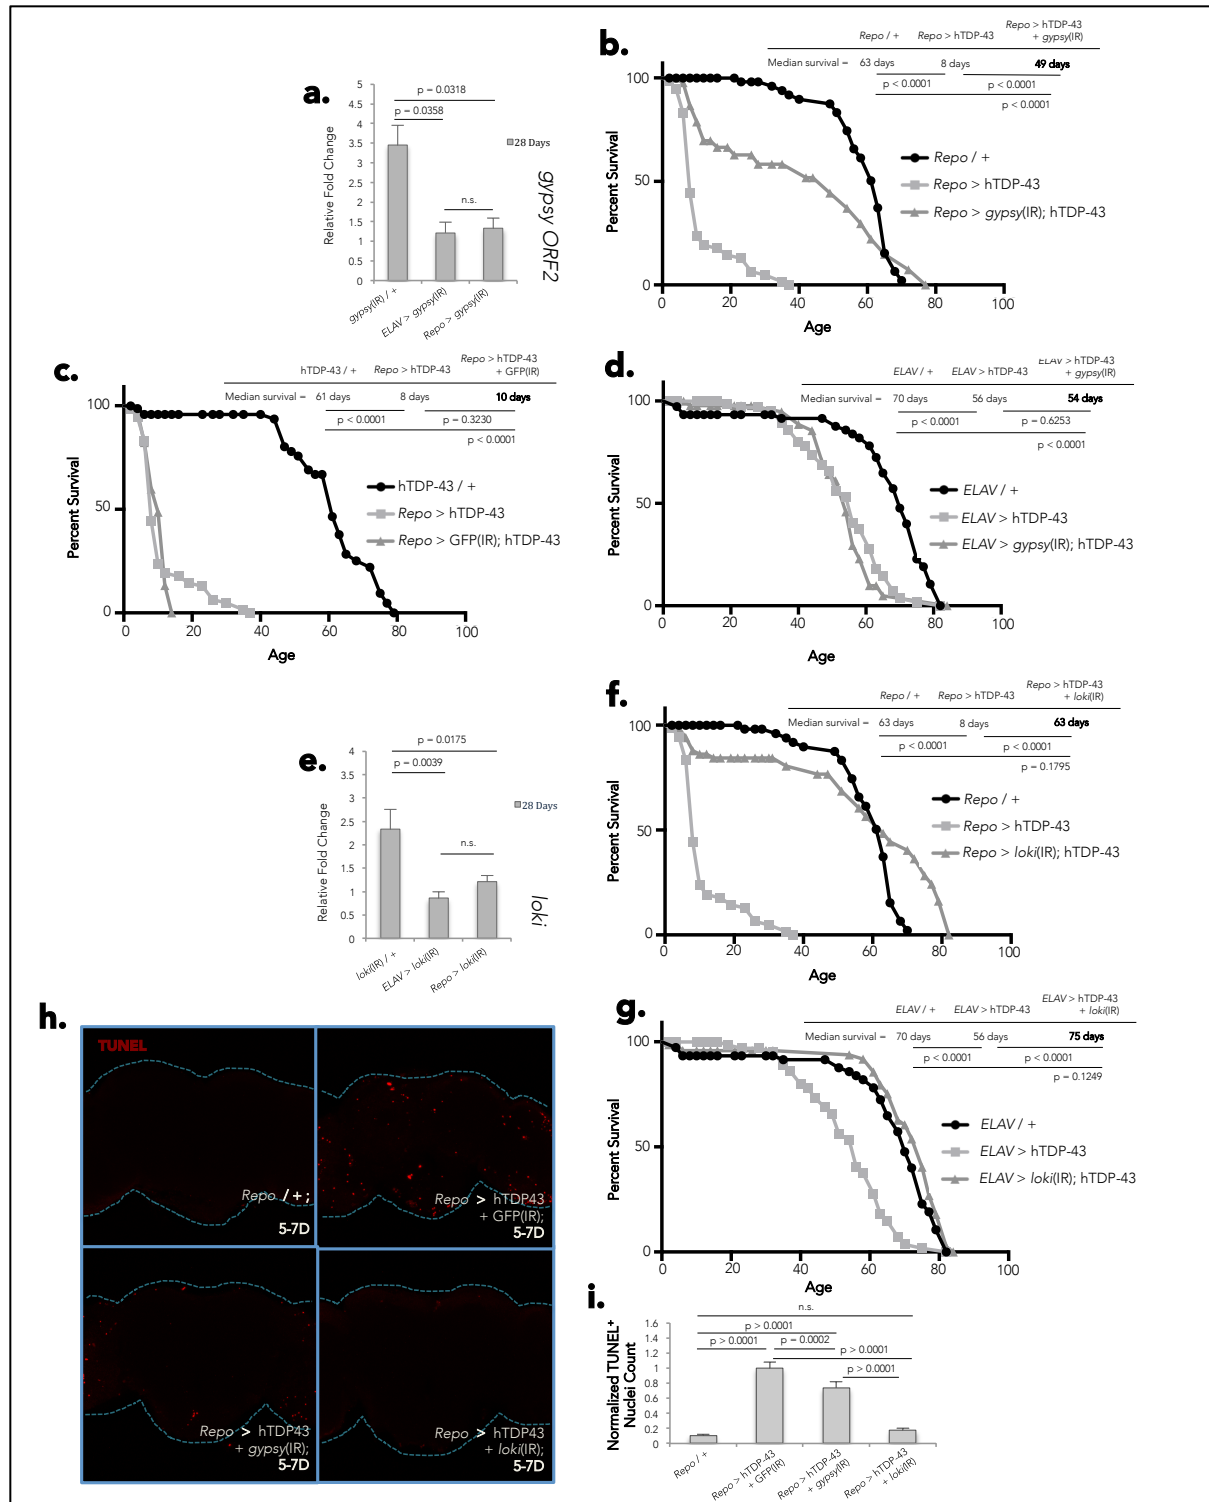 a.
p = 0.0318
p = 0.0358
n.s.
28 Days
Relative Fold Change
5
4.5
4
3.5
3
2.5
2
1.5
1
0.5
0
gypsy(IR) / +
ELAV > gypsy(IR)
Repo > gypsy(IR)
gypsy ORF2
b.
Repo / +
Repo > hTDP-43
Repo > hTDP-43
+ gypsy(IR)
Median survival =
63 days
8 days
49 days
p < 0.0001
p < 0.0001
p < 0.0001
Percent Survival
100
50
0
Repo / +
Repo > hTDP-43
Repo > gypsy(IR); hTDP-43
0 20 40 60 80 100
Age
c.
hTDP-43 / +
Repo > hTDP-43
Repo > hTDP-43
+ GFP(IR)
Median survival =
61 days
8 days
10 days
p < 0.0001
p = 0.3230
p < 0.0001
Percent Survival
100
50
0
hTDP-43 / +
Repo > hTDP-43
Repo > GFP(IR); hTDP-43
0 20 40 60 80 100
Age
d.
ELAV / +
ELAV > hTDP-43
ELAV > hTDP-43
+ gypsy(IR)
Median survival =
70 days
56 days
54 days
p < 0.0001
p = 0.6253
p < 0.0001
Percent Survival
100
50
0
ELAV / +
ELAV > hTDP-43
ELAV > gypsy(IR); hTDP-43
0 20 40 60 80 100
Age
e.
p = 0.0175
p = 0.0039
n.s.
28 Days
Relative Fold Change
4
3.5
3
2.5
2
1.5
1
0.5
0
loki(IR) / +
ELAV > loki(IR)
Repo > loki(IR)
loki
f.
Repo / +
Repo > hTDP-43
Repo > hTDP-43
+ loki(IR)
Median survival =
63 days
8 days
63 days
p < 0.0001
p < 0.0001
p = 0.1795
Percent Survival
100
50
0
Repo / +
Repo > hTDP-43
Repo > loki(IR); hTDP-43
0 20 40 60 80 100
Age
g.
ELAV / +
ELAV > hTDP-43
ELAV > hTDP-43
+ loki(IR)
Median survival =
70 days
56 days
75 days
p < 0.0001
p < 0.0001
p = 0.1249
Percent Survival
100
50
0
ELAV / +
ELAV > hTDP-43
ELAV > loki(IR); hTDP-43
0 20 40 60 80 100
Age
h.
TUNEL
Repo / + ;
5-7D
Repo > hTDP43
+ GFP(IR);
5-7D
Repo > hTDP43
+ gypsy(IR);
5-7D
Repo > hTDP43
+ loki(IR);
5-7D
i.
n.s.
p > 0.0001
p > 0.0001
p = 0.0002
p > 0.0001
p > 0.0001
Normalized TUNEL+
Nuclei Count
1.6
1.4
1.2
1
0.8
0.6
0.4
0.2
0
Repo / +
Repo > hTDP-43
+ GFP(IR)
Repo > hTDP-43
+ gypsy(IR)
Repo > hTDP-43
+ loki(IR)